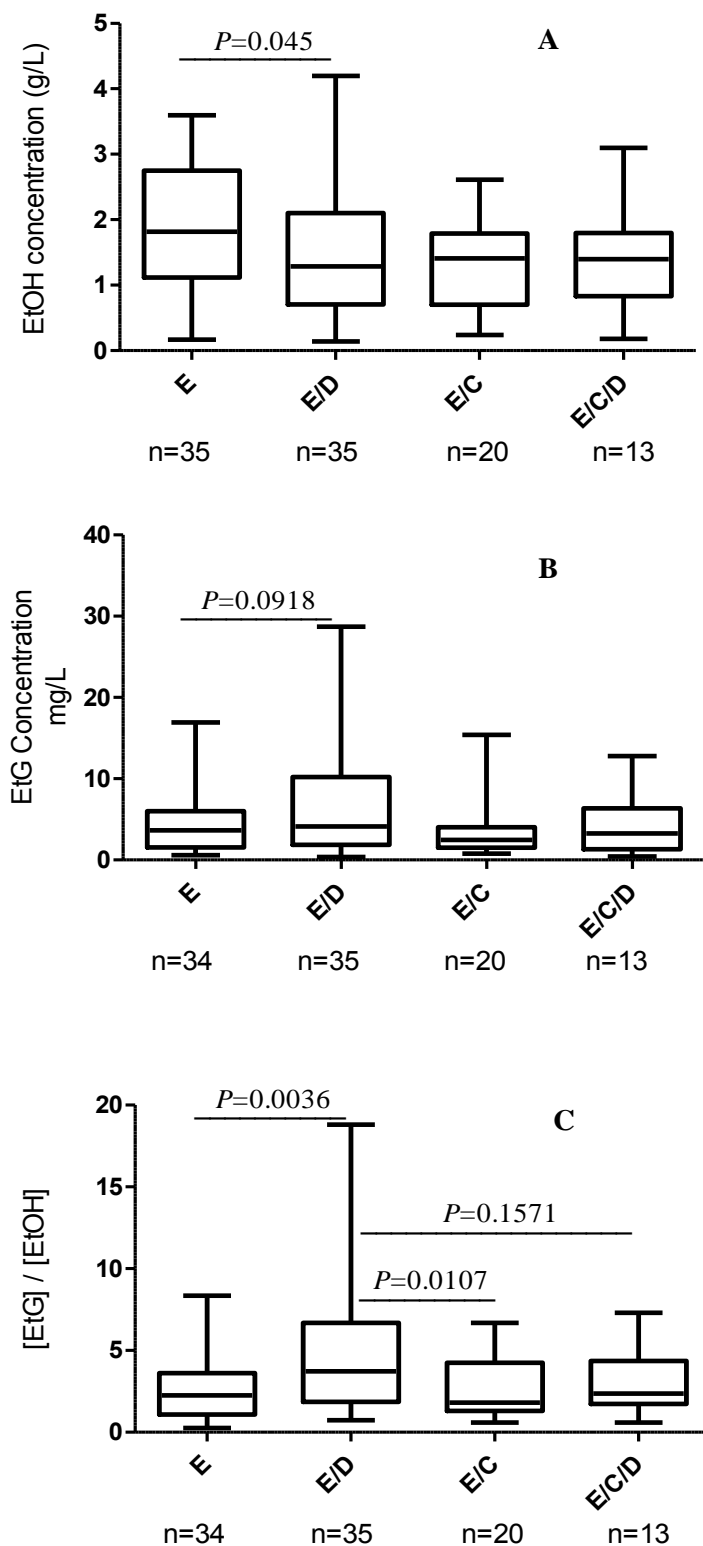 A
P=0.045
EtOH concentration (g/L)
5
4
3
2
1
0
E
E/D
E/C
E/C/D
n=35
n=35
n=20
n=13
B
P=0.0918
EtG Concentration
mg/L
40
30
20
10
0
E
E/D
E/C
E/C/D
n=34
n=35
n=20
n=13
C
P=0.0036
P=0.1571
P=0.0107
[EtG] / [EtOH]
20
15
10
5
0
E
E/D
E/C
E/C/D
n=34
n=35
n=20
n=13